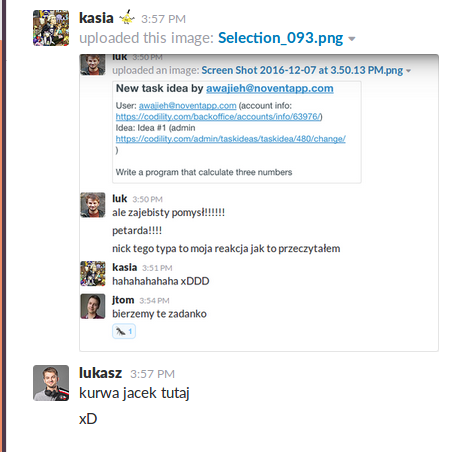 kasia 3:57 PM
uploaded this image: Selection_093.png
luk 3:50 PM
uploaded an image: Screen Shot 2016-12-07 at 3.50.13 PM.png
New task idea by awajieh@noventapp.com
User: awajieh@noventapp.com (account info:
https://codility.com/backoffice/accounts/info/63976/)
Idea: Idea #1 (admin
https://codility.com/admin/taskideas/taskidea/480/change/
)
Write a program that calculate three numbers
luk 3:50 PM
ale zajebisty pomysł!!!!!!
petarda!!!!
nick tego typa to moja reakcja jak to przeczytałem
kasia 3:51 PM
hahahahahaha xDDD
jtom 3:54 PM
bierzemy te zadanko
1
lukasz 3:57 PM
kurwa jacek tutaj
xD